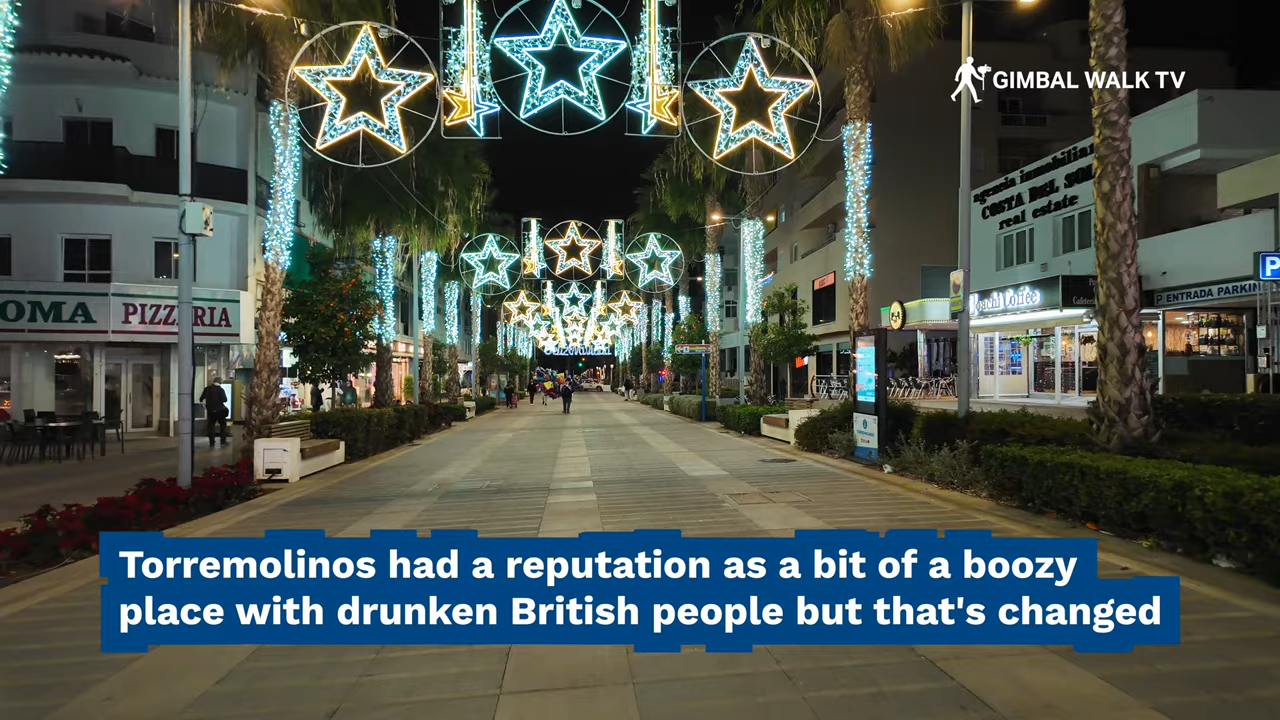 GIMBAL WALK TV
agencia inmobiliaria
COSTA DEL SOL
real estate
OMA PIZZERIA
P ENTRADA PARKING
P
Torremolinos had a reputation as a bit of a boozy
place with drunken British people but that's changed